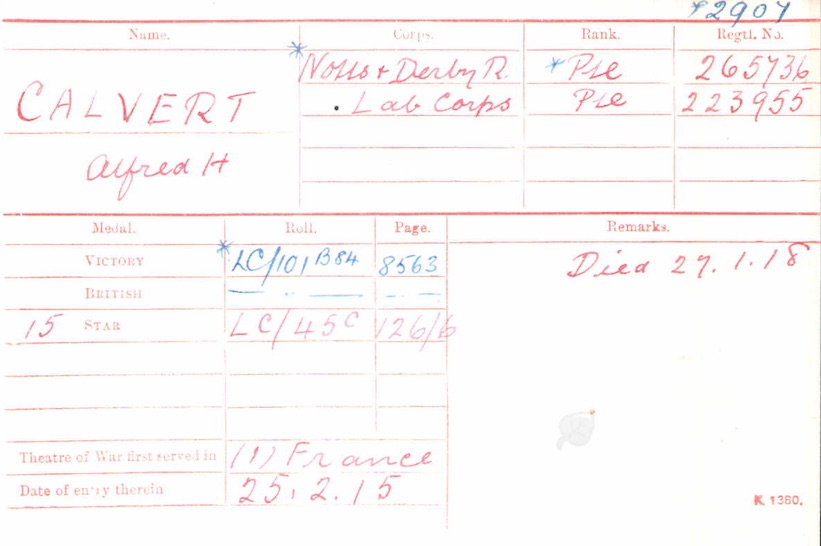 *2907
Name. Corps. Rank. Regtl. No.
CALVERT * Notts & Derby R. * Pte 265736
. Lab Corps Pte 223955
Alfred H
Medal. Roll. Page. Remarks.
VICTORY * LC/101 B84 8563 Died 27.1.18
BRITISH — " — — " —
15 STAR LC/45C 126/6
Theatre of War first served in (1) France
Date of entry therein 25.2.15
K. 1380.